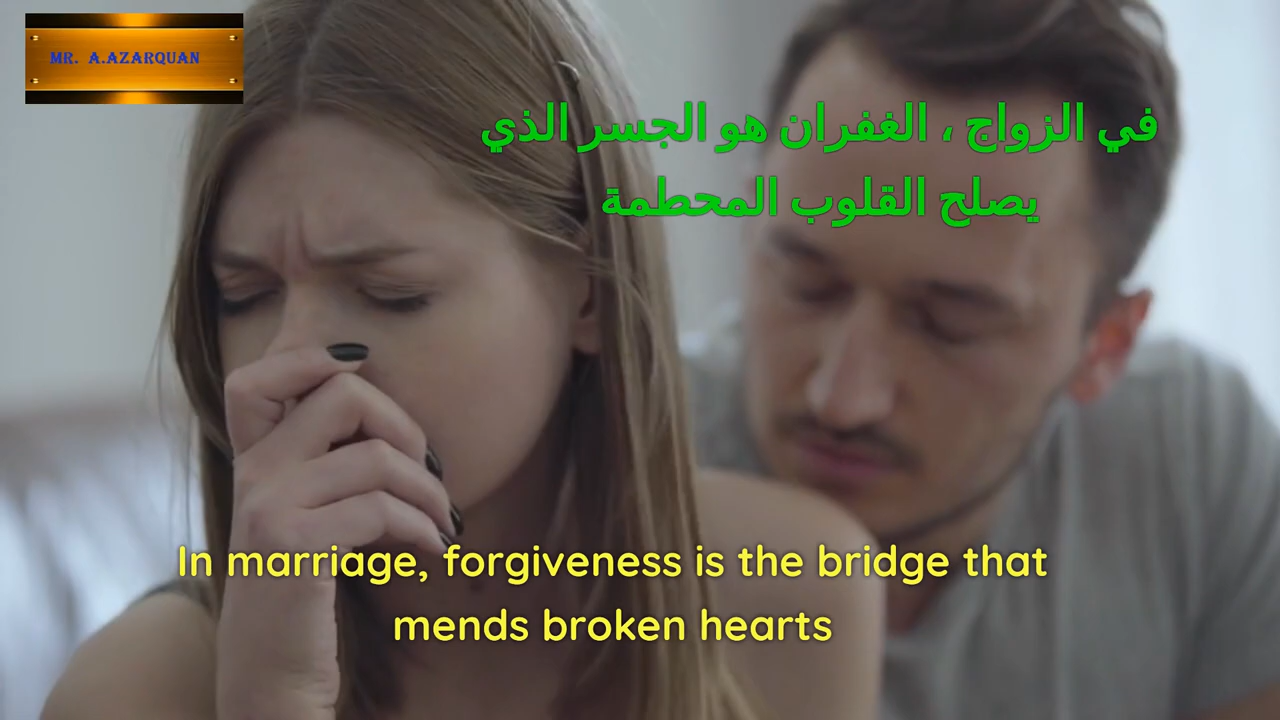 MR. A.AZARQUAN
في الزواج ، الغفران هو الجسر الذي
يصلح القلوب المحطمة
In marriage, forgiveness is the bridge that
mends broken hearts